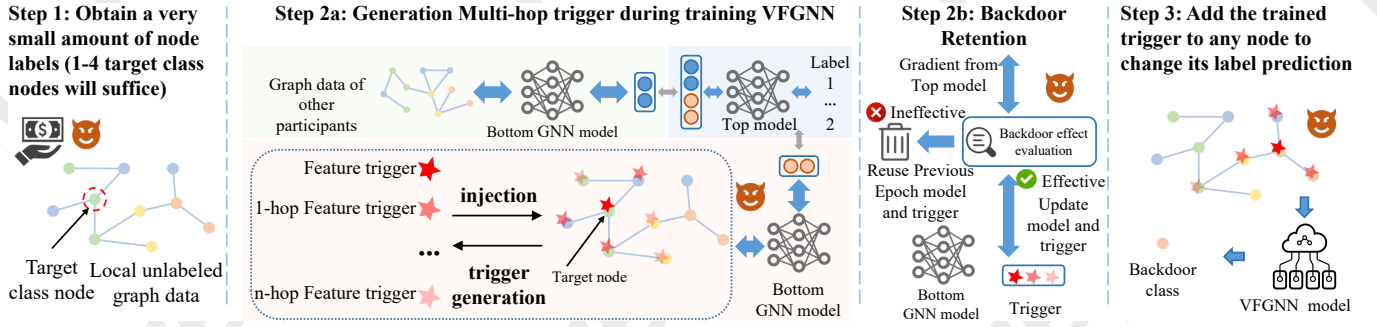 Step 1: Obtain a very
small amount of node
labels (1-4 target class
nodes will suffice)
Target
class node
Local unlabeled
graph data
Step 2a: Generation Multi-hop trigger during training VFGNN
Graph data of
other
participants
Bottom GNN model
Top model
Label
1
...
2
Feature trigger
1-hop Feature trigger
...
n-hop Feature trigger
injection
trigger
generation
Target node
Bottom
GNN model
Step 2b: Backdoor
Retention
Gradient from
Top model
Ineffective
Backdoor effect
evaluation
Reuse Previous
Epoch model
and trigger
Effective
Update
model and
trigger
Bottom
GNN model
Trigger
Step 3: Add the trained
trigger to any node to
change its label prediction
Backdoor
class
VFGNN model